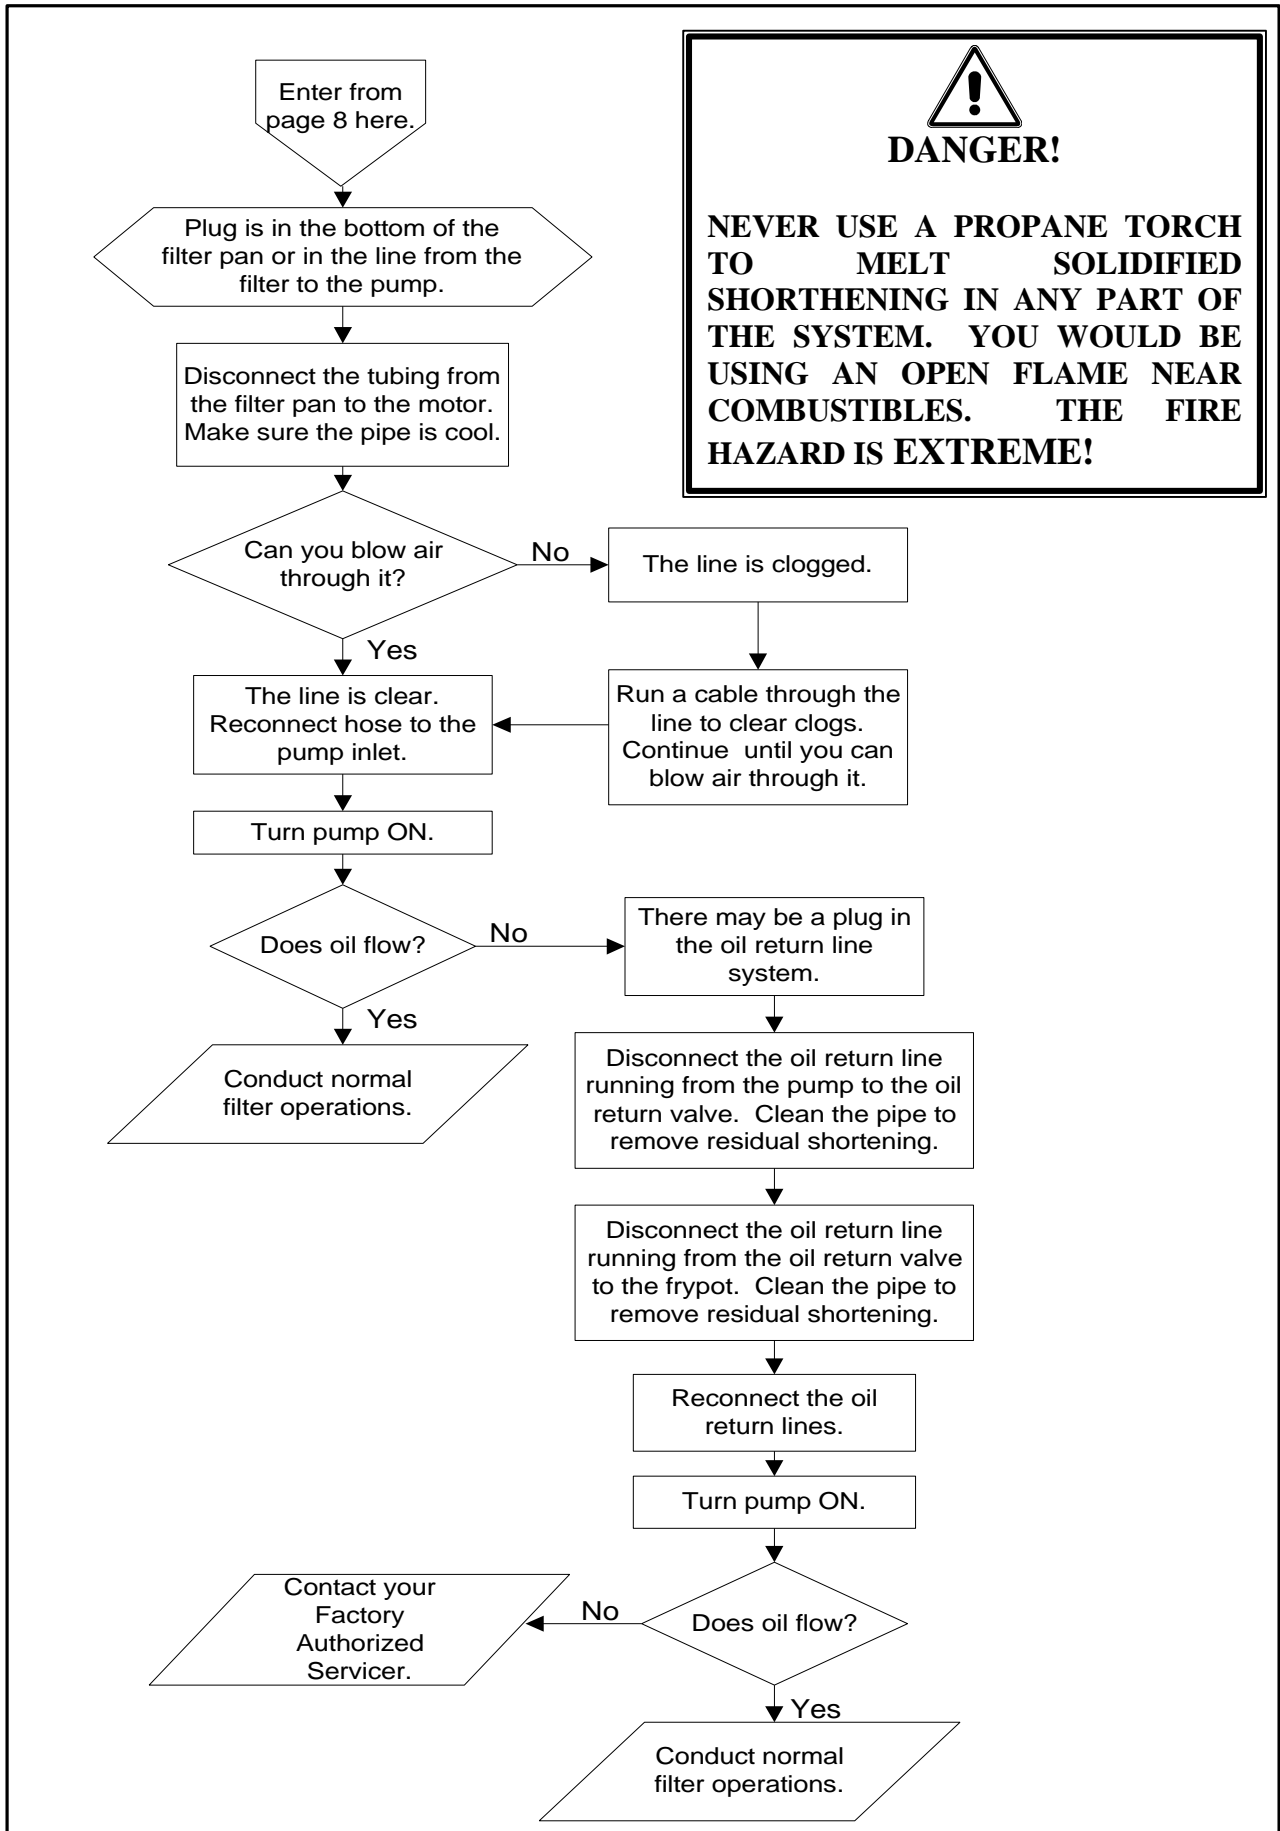 Enter from
page 8 here.
DANGER!
NEVER USE A PROPANE TORCH
TO MELT SOLIDIFIED
SHORTHENING IN ANY PART OF
THE SYSTEM. YOU WOULD BE
USING AN OPEN FLAME NEAR
COMBUSTIBLES. THE FIRE
HAZARD IS EXTREME!
Plug is in the bottom of the
filter pan or in the line from the
filter to the pump.
Disconnect the tubing from
the filter pan to the motor.
Make sure the pipe is cool.
Can you blow air
through it?
No
The line is clogged.
Yes
The line is clear.
Reconnect hose to the
pump inlet.
Run a cable through the
line to clear clogs.
Continue until you can
blow air through it.
Turn pump ON.
Does oil flow?
No
There may be a plug in
the oil return line
system.
Yes
Conduct normal
filter operations.
Disconnect the oil return line
running from the pump to the oil
return valve. Clean the pipe to
remove residual shortening.
Disconnect the oil return line
running from the oil return valve
to the frypot. Clean the pipe to
remove residual shortening.
Reconnect the oil
return lines.
Turn pump ON.
Does oil flow?
No
Contact your
Factory
Authorized
Servicer.
Yes
Conduct normal
filter operations.